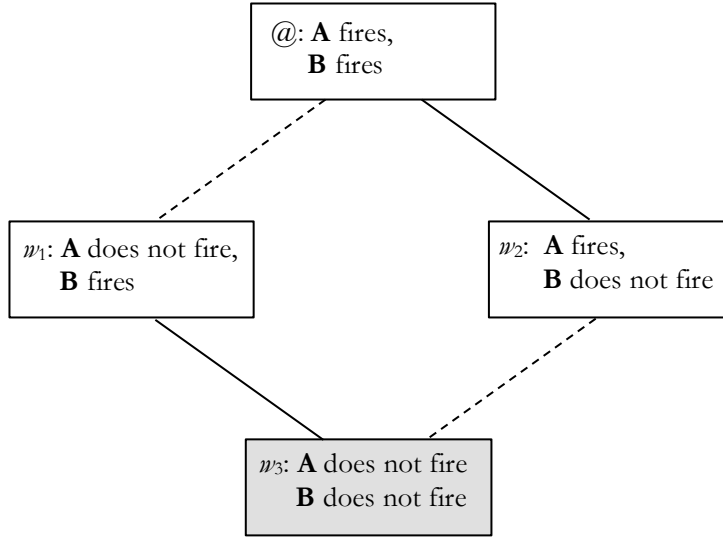 @: A fires,
B fires
w₁: A does not fire,
B fires
w₂: A fires,
B does not fire
w₃: A does not fire
B does not fire